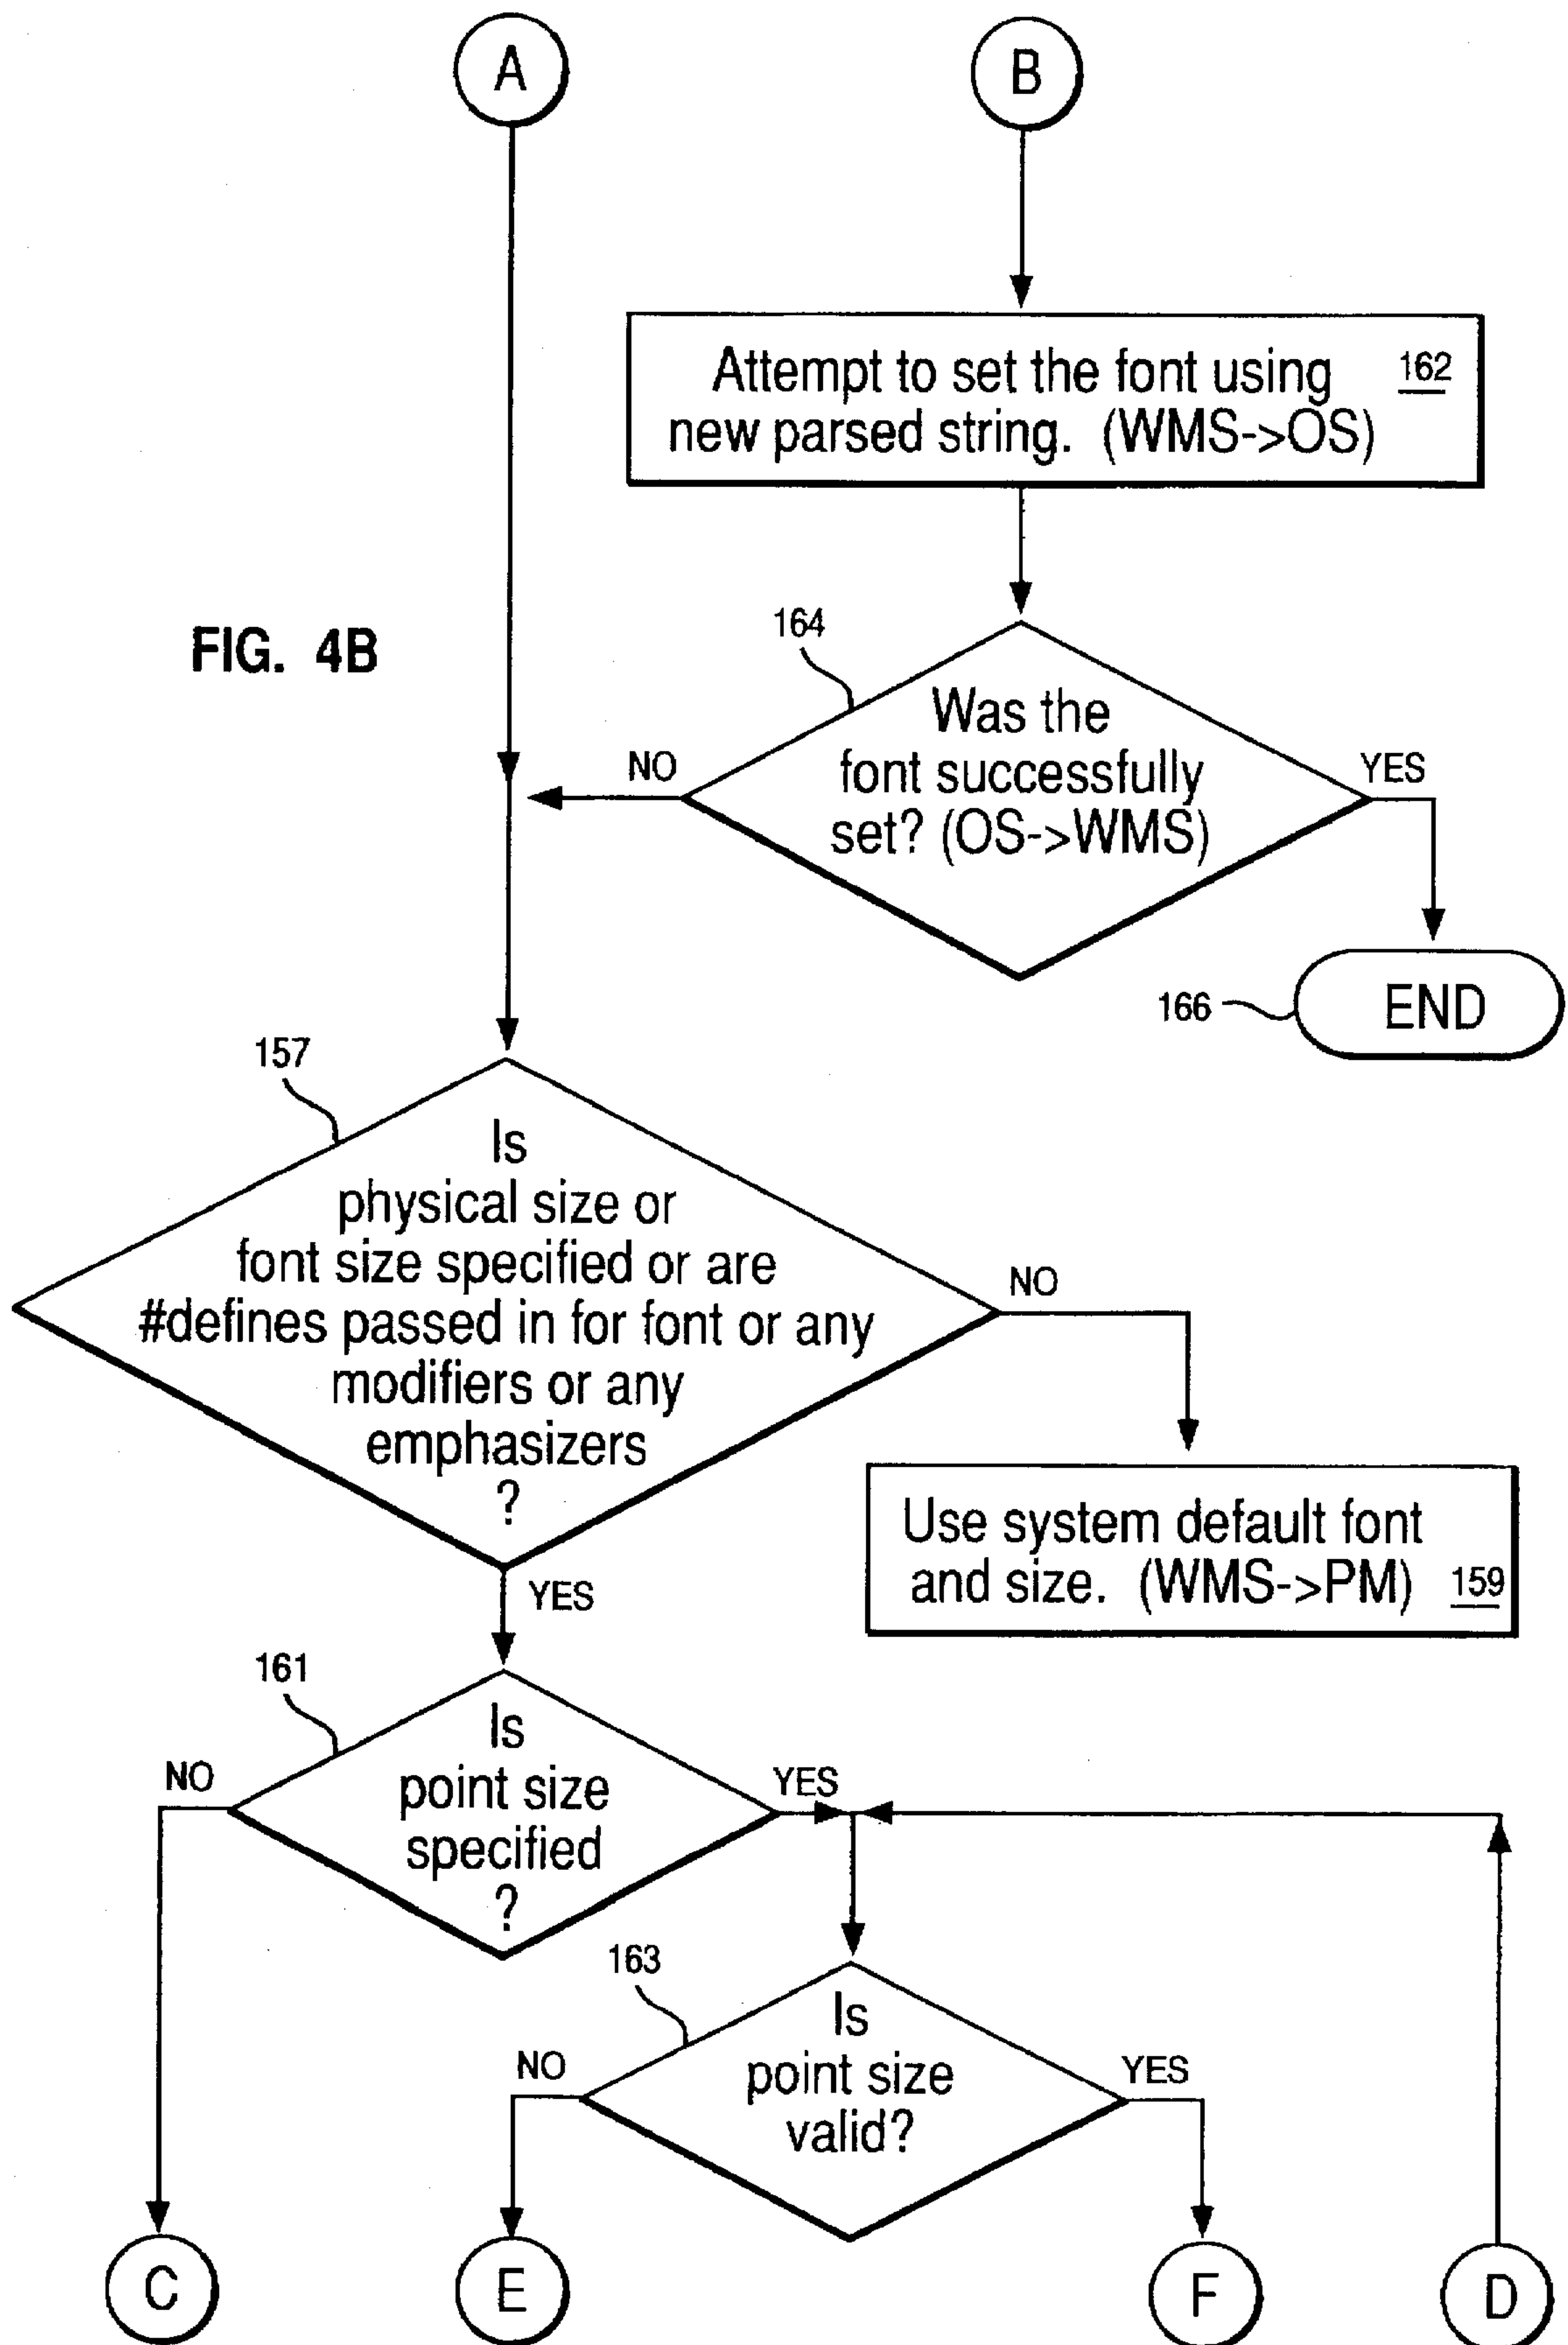 A
B
Attempt to set the font using
new parsed string. (WMS->OS)
162
FIG. 4B
164
Was the
font successfully
set? (OS->WMS)
NO
YES
166
END
157
Is
physical size or
font size specified or are
#defines passed in for font or any
modifiers or any
emphasizers
?
NO
YES
Use system default font
and size. (WMS->PM)
159
161
Is
point size
specified
?
NO
YES
163
Is
point size
valid?
NO
YES
C
E
F
D